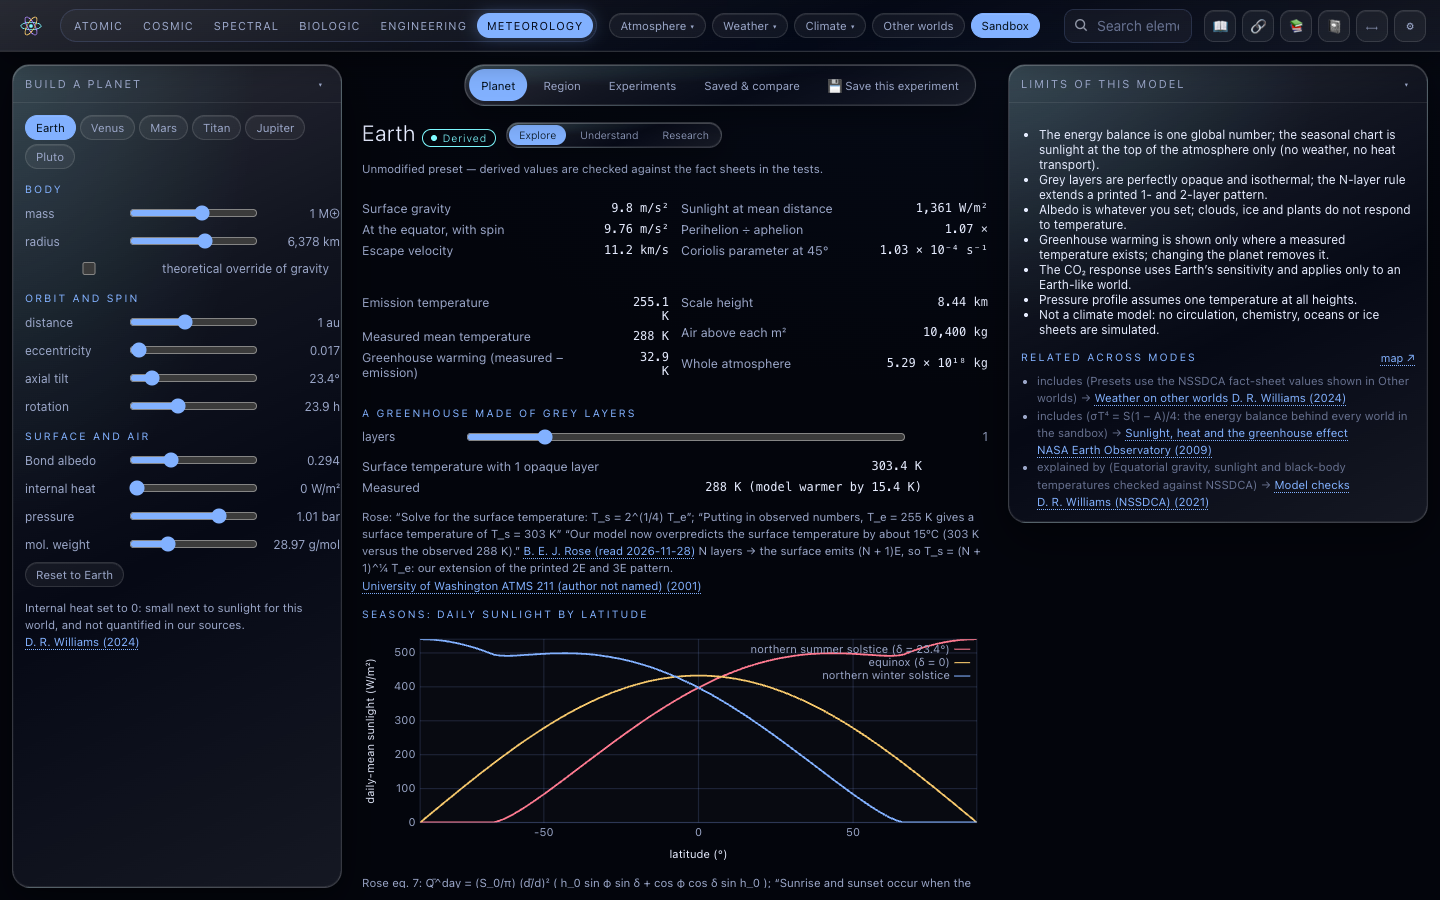 ATOMIC COSMIC SPECTRAL BIOLOGIC ENGINEERING METEOROLOGY Atmosphere ▾ Weather ▾ Climate ▾ Other worlds Sandbox Search eleme
BUILD A PLANET
Earth Venus Mars Titan Jupiter
Pluto
BODY
mass 1 M⊕
radius 6,378 km
theoretical override of gravity
ORBIT AND SPIN
distance 1 au
eccentricity 0.017
axial tilt 23.4°
rotation 23.9 h
SURFACE AND AIR
Bond albedo 0.294
internal heat 0 W/m²
pressure 1.01 bar
mol. weight 28.97 g/mol
Reset to Earth
Internal heat set to 0: small next to sunlight for this
world, and not quantified in our sources.
D. R. Williams (2024)
Planet Region Experiments Saved & compare 💾 Save this experiment
Earth Derived Explore Understand Research
Unmodified preset — derived values are checked against the fact sheets in the tests.
Surface gravity 9.8 m/s² Sunlight at mean distance 1,361 W/m²
At the equator, with spin 9.76 m/s² Perihelion ÷ aphelion 1.07 ×
Escape velocity 11.2 km/s Coriolis parameter at 45° 1.03 × 10⁻⁴ s⁻¹
Emission temperature 255.1 K Scale height 8.44 km
Measured mean temperature 288 K Air above each m² 10,400 kg
Greenhouse warming (measured − emission) 32.9 K Whole atmosphere 5.29 × 10¹⁸ kg
A GREENHOUSE MADE OF GREY LAYERS
layers 1
Surface temperature with 1 opaque layer 303.4 K
Measured 288 K (model warmer by 15.4 K)
Rose: “Solve for the surface temperature: T_s = 2^(1/4) T_e”; “Putting in observed numbers, T_e = 255 K gives a
surface temperature of T_s = 303 K” “Our model now overpredicts the surface temperature by about 15°C (303 K
versus the observed 288 K).” B. E. J. Rose (read 2026-11-28) N layers → the surface emits (N + 1)E, so T_s = (N +
1)^¼ T_e: our extension of the printed 2E and 3E pattern.
University of Washington ATMS 211 (author not named) (2001)
SEASONS: DAILY SUNLIGHT BY LATITUDE
northern summer solstice (δ = 23.4°)
equinox (δ = 0)
northern winter solstice
daily-mean sunlight (W/m²)
500
400
300
200
100
0
-50 0 50
latitude (°)
Rose eq. 7: Q̅^day = (S_0/π) (d̅/d)² ( h_0 sin φ sin δ + cos φ cos δ sin h_0 ); “Sunrise and sunset occur when the
LIMITS OF THIS MODEL
• The energy balance is one global number; the seasonal chart is
sunlight at the top of the atmosphere only (no weather, no heat
transport).
• Grey layers are perfectly opaque and isothermal; the N-layer rule
extends a printed 1- and 2-layer pattern.
• Albedo is whatever you set; clouds, ice and plants do not respond
to temperature.
• Greenhouse warming is shown only where a measured
temperature exists; changing the planet removes it.
• The CO₂ response uses Earth’s sensitivity and applies only to an
Earth-like world.
• Pressure profile assumes one temperature at all heights.
• Not a climate model: no circulation, chemistry, oceans or ice
sheets are simulated.
RELATED ACROSS MODES map ↗
• includes (Presets use the NSSDCA fact-sheet values shown in Other
worlds) → Weather on other worlds D. R. Williams (2024)
• includes (σT⁴ = S(1 − A)/4: the energy balance behind every world in
the sandbox) → Sunlight, heat and the greenhouse effect
NASA Earth Observatory (2009)
• explained by (Equatorial gravity, sunlight and black-body
temperatures checked against NSSDCA) → Model checks
D. R. Williams (NSSDCA) (2021)